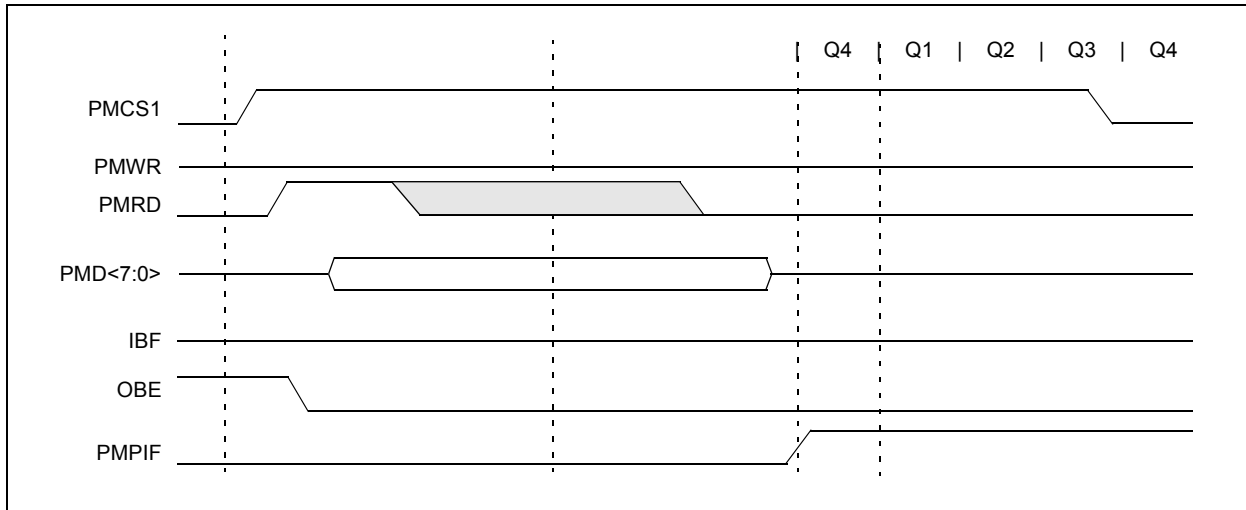 | Q4 | Q1 | Q2 | Q3 | Q4
PMCS1
PMWR
PMRD
PMD<7:0>
IBF
OBE
PMPIF